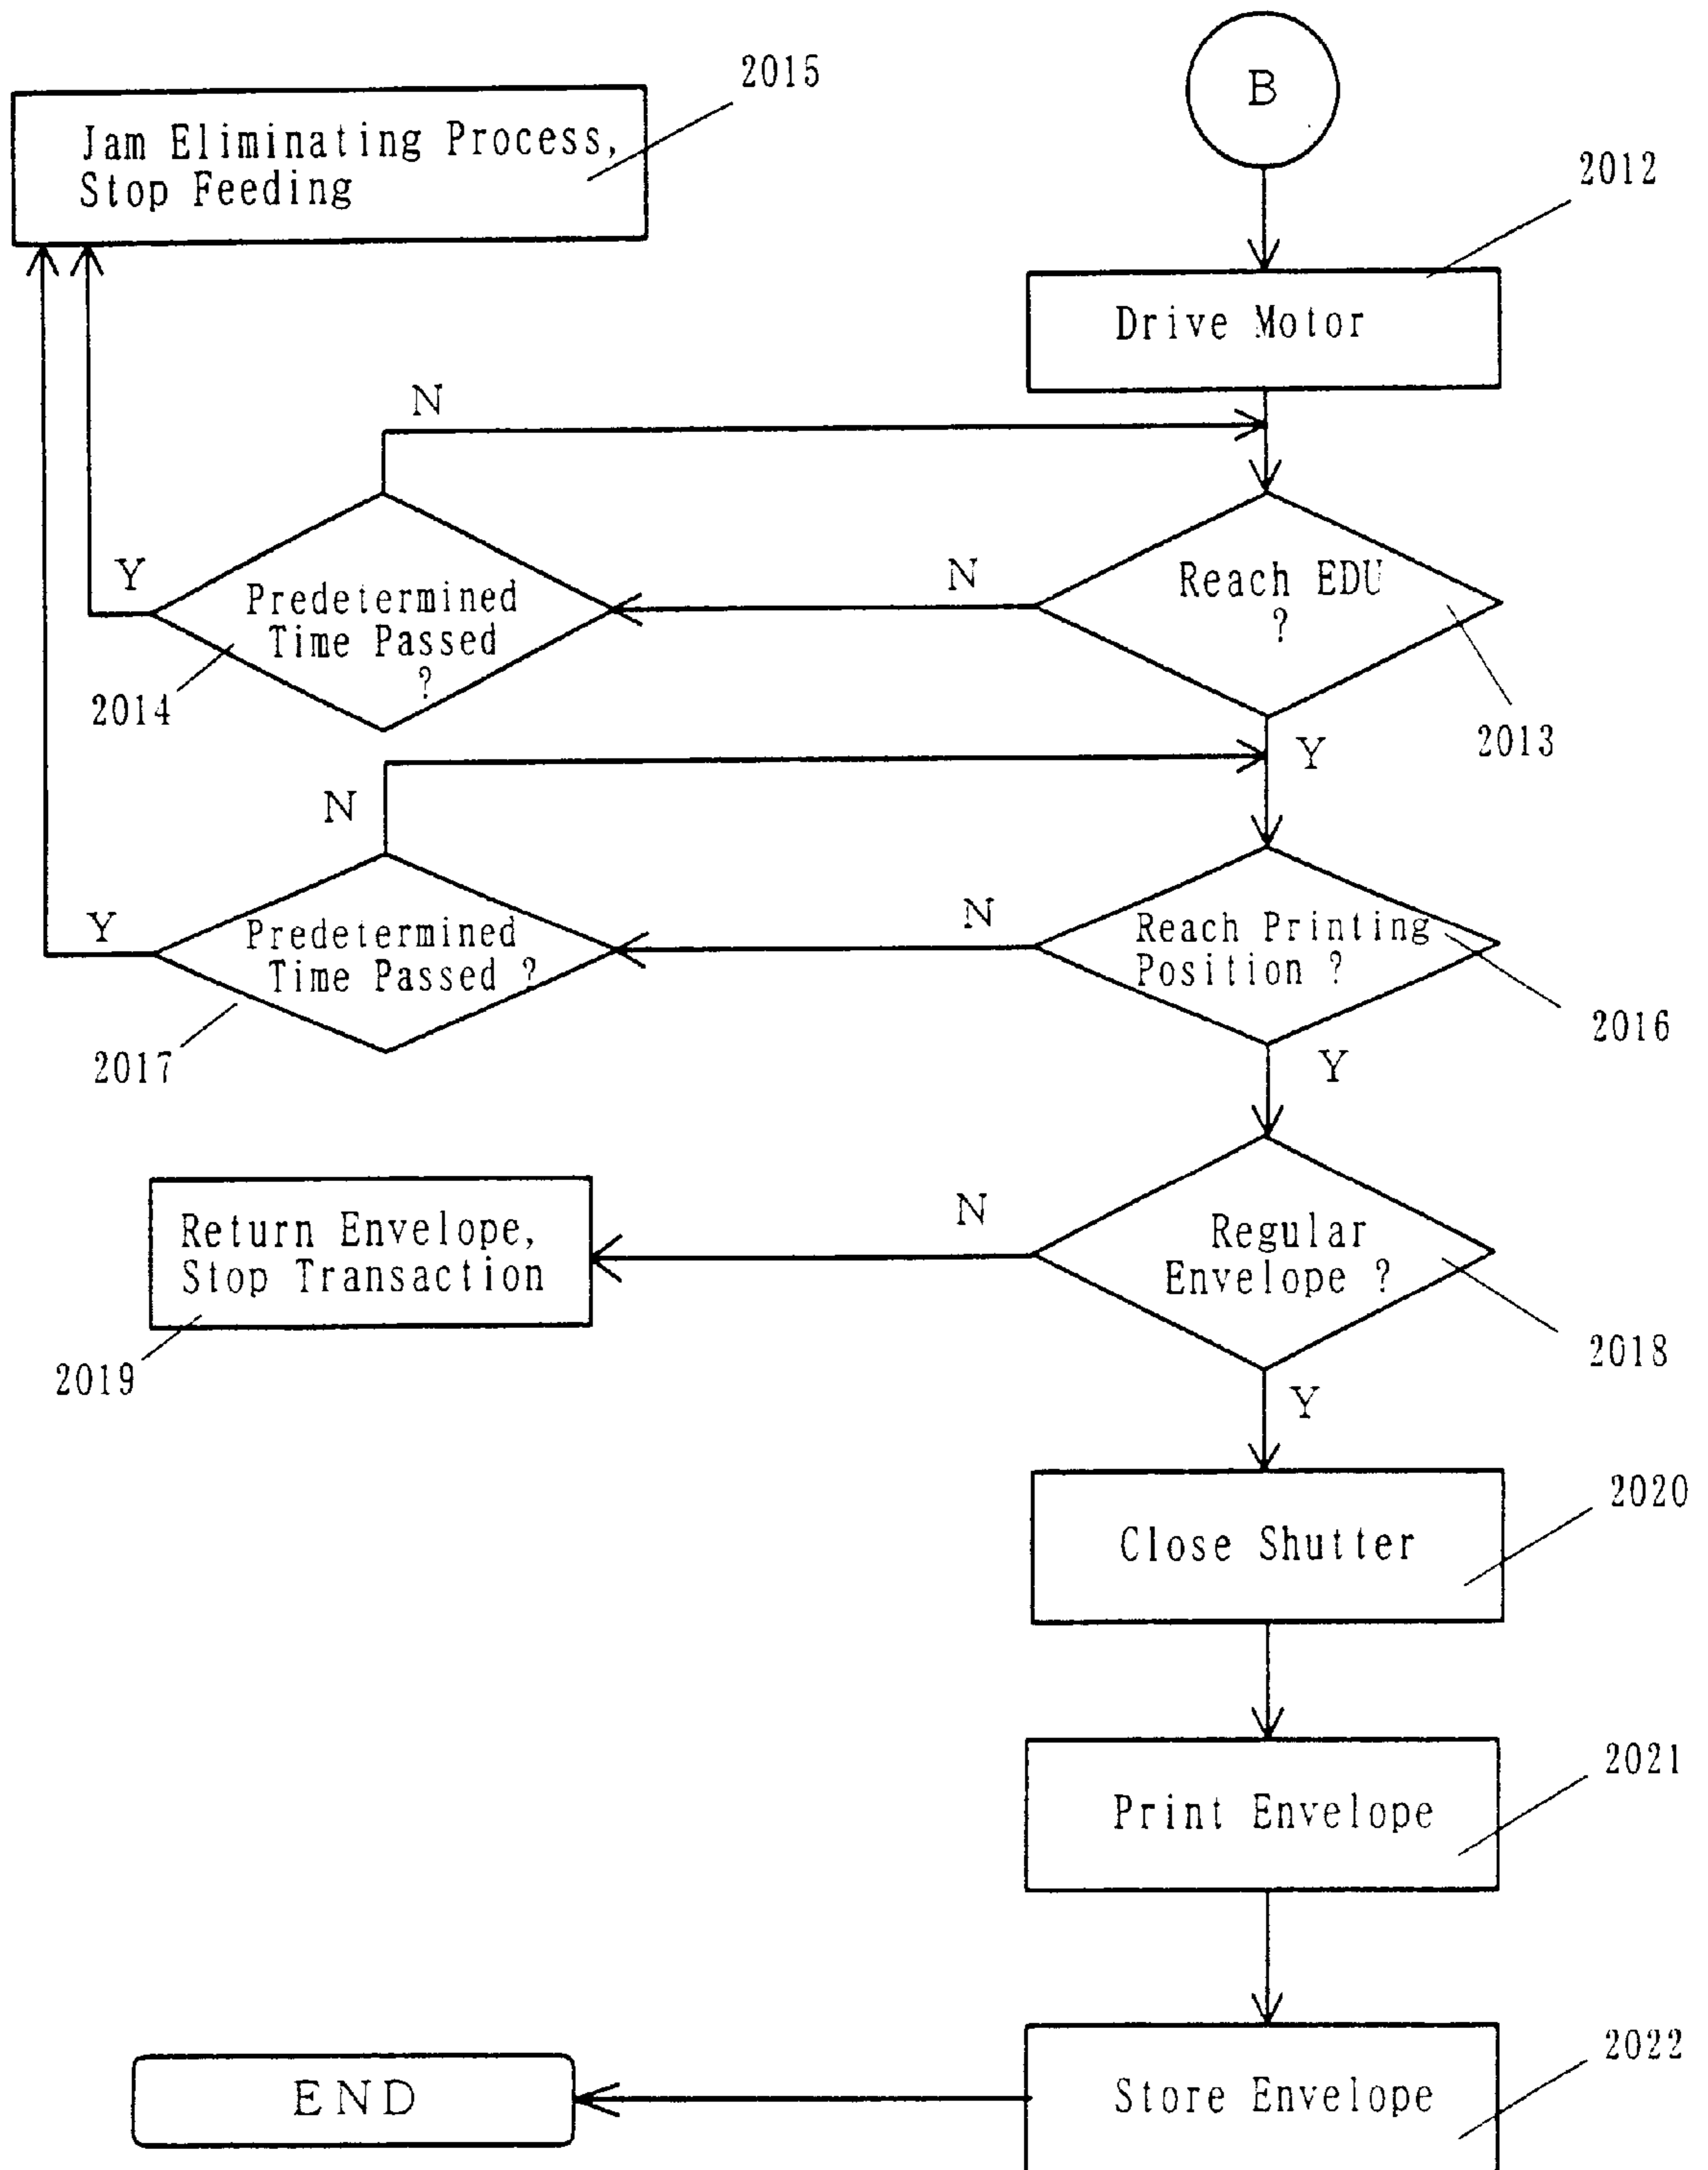 B
2015
Jam Eliminating Process,
Stop Feeding
2012
Drive Motor
N
Y
Predetermined
Time Passed
?
2014
N
Reach EDU
?
2013
Y
N
Y
Predetermined
Time Passed ?
2017
N
Reach Printing
Position ?
2016
Y
Return Envelope,
Stop Transaction
2019
N
Regular
Envelope ?
2018
Y
Close Shutter
2020
Print Envelope
2021
Store Envelope
2022
END